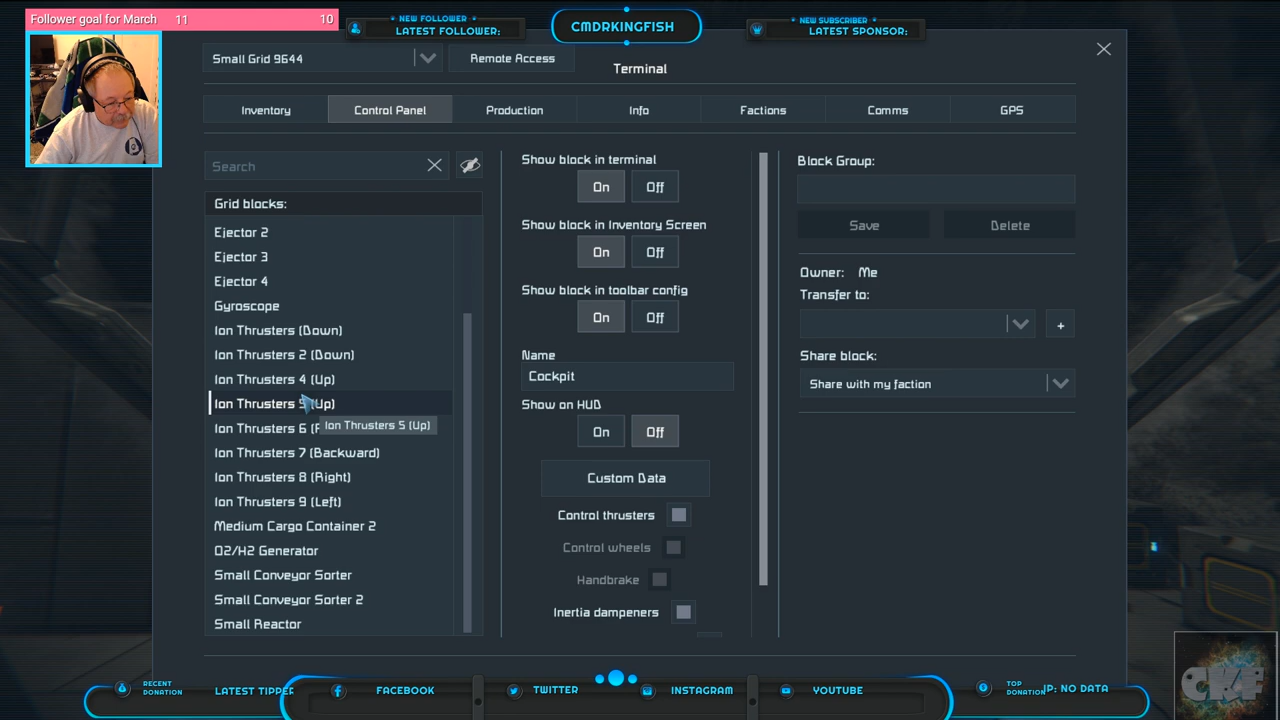 Follower goal for March 11 10
NEW FOLLOWER
LATEST FOLLOWER:
CMDRKINGFISH
NEW SUBSCRIBER
LATEST SPONSOR:
Small Grid 9644
Remote Access
Terminal
Inventory
Control Panel
Production
Info
Factions
Comms
GPS
Search
Grid blocks:
Ejector 2
Ejector 3
Ejector 4
Gyroscope
Ion Thrusters (Down)
Ion Thrusters 2 (Down)
Ion Thrusters 4 (Up)
Ion Thrusters 5 (Up)
Ion Thrusters 6 (F
Ion Thrusters 5 (Up)
Ion Thrusters 7 (Backward)
Ion Thrusters 8 (Right)
Ion Thrusters 9 (Left)
Medium Cargo Container 2
O2/H2 Generator
Small Conveyor Sorter
Small Conveyor Sorter 2
Small Reactor
Show block in terminal
On Off
Show block in Inventory Screen
On Off
Show block in toolbar config
On Off
Name
Cockpit
Show on HUD
On Off
Custom Data
Control thrusters
Control wheels
Handbrake
Inertia dampeners
Block Group:
Save
Delete
Owner: Me
Transfer to:
+
Share block:
Share with my faction
RECENT
DONATION
LATEST TIPPER
FACEBOOK
TWITTER
INSTAGRAM
YOUTUBE
TOP
DONATION
IP: NO DATA
CKF